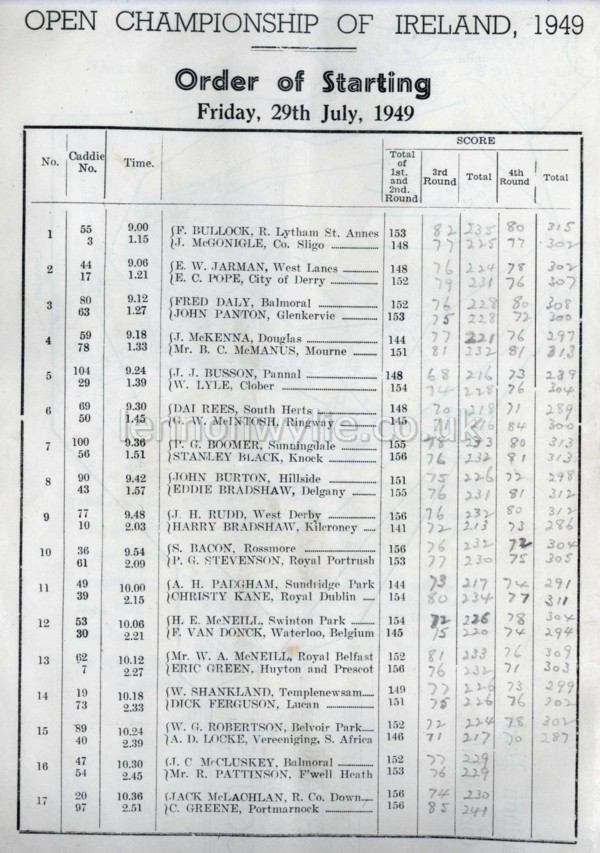 OPEN CHAMPIONSHIP OF IRELAND, 1949
Order of Starting
Friday, 29th July, 1949
No. Caddie No. Time. Total of 1st. and 2nd. Round SCORE 3rd Round Total 4th Round Total
1 55 9.00 {F. BULLOCK, R. Lytham St. Annes 153 82 235 80 315
3 1.15 {J. McGONIGLE, Co. Sligo 148 77 225 77 302
2 44 9.06 {E. W. JARMAN, West Lancs 148 76 224 78 302
17 1.21 {E. C. POPE, City of Derry 152 79 231 76 307
3 80 9.12 {FRED DALY, Balmoral 152 76 228 80 308
63 1.27 {JOHN PANTON, Glenkervie 153 75 228 72 300
4 59 9.18 {J. McKENNA, Douglas 144 77 221 76 297
78 1.33 {Mr. B. C. McMANUS, Mourne 151 81 232 81 313
5 104 9.24 {J. J. BUSSON, Pannal 148 68 216 73 239
29 1.39 {W. LYLE, Clober 154 74 228 76 304
6 69 9.30 {DAI REES, South Herts 148 70 218 71 289
50 1.45 {G. W. McINTOSH, Ringway 145 216 84 300
7 100 9.36 {P. G. BOOMER, Sunningdale 155 78 233 80 313
56 1.51 {STANLEY BLACK, Knock 156 76 232 81 313
8 90 9.42 {JOHN BURTON, Hillside 151 75 226 72 298
43 1.57 {EDDIE BRADSHAW, Delgany 155 76 231 81 312
9 77 9.48 {J. H. RUDD, West Derby 156 76 232 80 312
10 2.03 {HARRY BRADSHAW, Kilcroney 141 72 213 73 286
10 36 9.54 {S. BACON, Rossmore 156 76 232 72 304
61 2.09 {P. G. STEVENSON, Royal Portrush 153 77 230 75 305
11 49 10.00 {A. H. PADGHAM, Sundridge Park 144 73 217 74 291
39 2.15 {CHRISTY KANE, Royal Dublin 154 80 234 77 311
12 53 10.06 {H. E. McNEILL, Swinton Park 154 72 226 78 304
30 2.21 {F. VAN DONCK, Waterloo, Belgium 145 75 220 74 294
13 62 10.12 {Mr. W. A. McNEILL, Royal Belfast 152 81 233 76 309
7 2.27 {ERIC GREEN, Huyton and Prescot 156 76 232 71 303
14 19 10.18 {W. SHANKLAND, Templenewsam 149 77 226 73 299
73 2.33 {DICK FERGUSON, Lucan 151 75 226 76 302
15 89 10.24 {W. G. ROBERTSON, Belvoir Park 152 72 224 78 302
40 2.39 {A. D. LOCKE, Vereeniging, S. Africa 146 71 217 70 287
16 47 10.30 {J. C McCLUSKEY, Balmoral 152 77 229
54 2.45 {Mr. R. PATTINSON, F'well Heath 153 76 229
17 20 10.36 {JACK McLACHLAN, R. Co. Down 156 74 230
97 2.51 {C. GREENE, Portmarnock 156 85 241